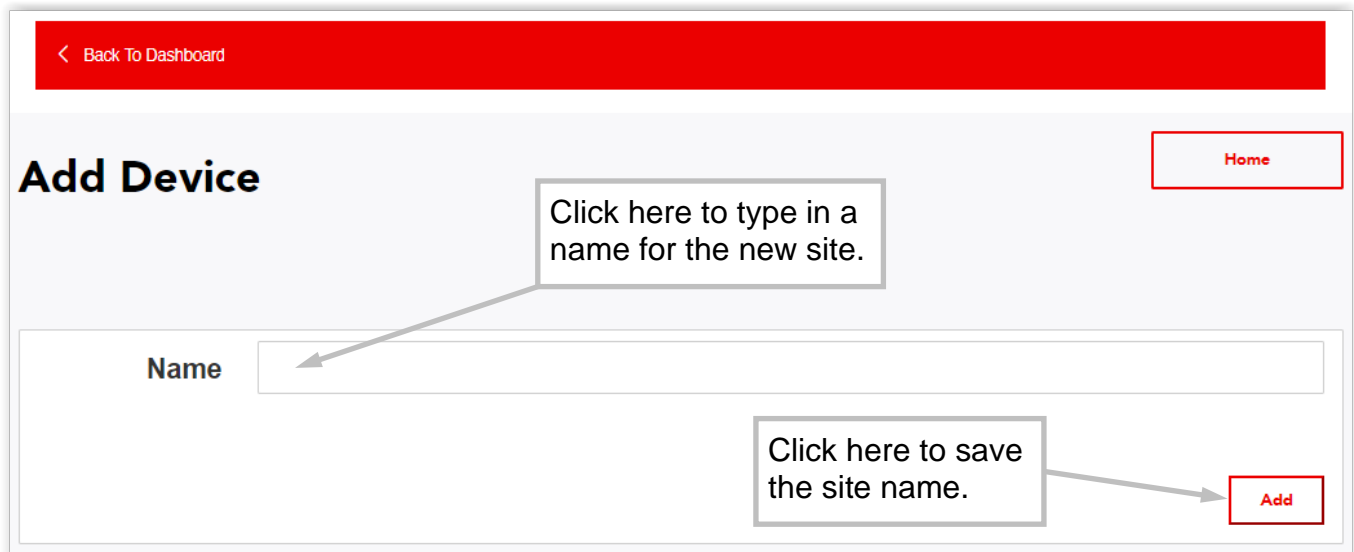 Back To Dashboard
Add Device
Home
Click here to type in a
name for the new site.
Name
Click here to save
the site name.
Add